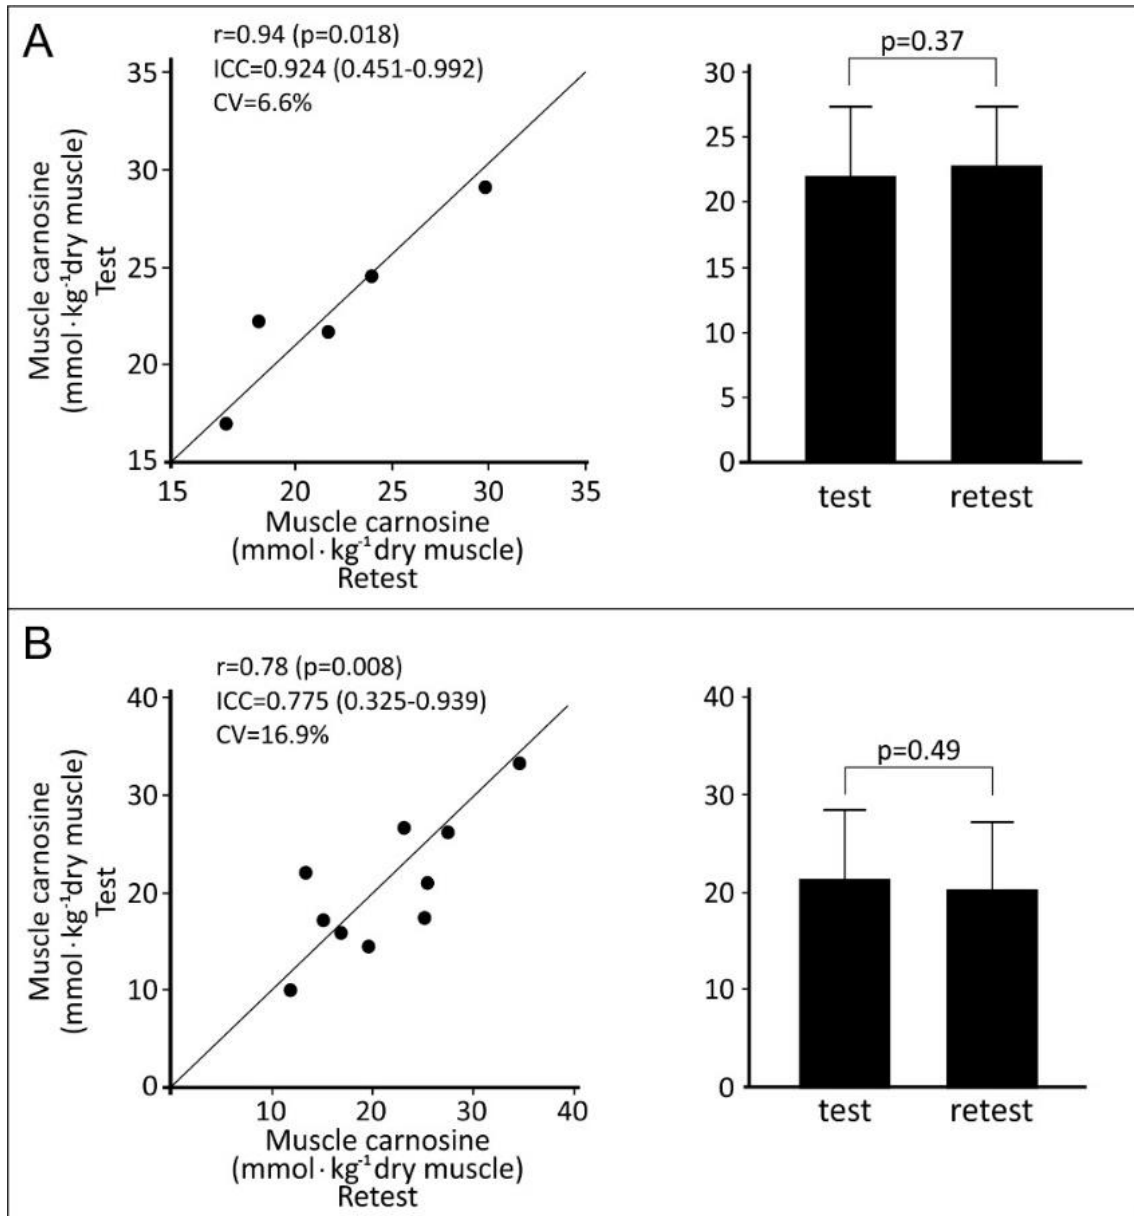 A
r=0.94 (p=0.018)
ICC=0.924 (0.451-0.992)
CV=6.6%
Muscle carnosine
(mmol·kg⁻¹dry muscle)
Test
35
30
25
20
15
15 20 25 30 35
Muscle carnosine
(mmol·kg⁻¹dry muscle)
Retest
p=0.37
30
25
20
15
10
5
0
test retest
B
r=0.78 (p=0.008)
ICC=0.775 (0.325-0.939)
CV=16.9%
Muscle carnosine
(mmol·kg⁻¹dry muscle)
Test
40
30
20
10
0
10 20 30 40
Muscle carnosine
(mmol·kg⁻¹dry muscle)
Retest
p=0.49
40
30
20
10
0
test retest